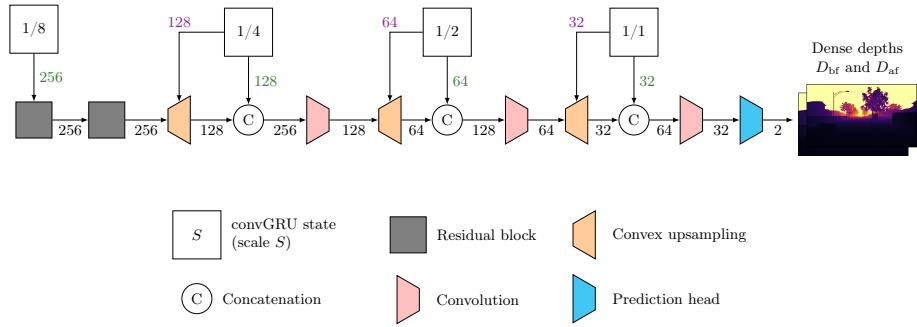 1/8
1/4
1/2
1/1
128
64
32
256
128
64
32
Dense depths
D_bf and D_af
256
256
128
C
256
128
64
C
128
64
32
C
64
32
2
S
convGRU state
(scale S)
Residual block
Convex upsampling
C
Concatenation
Convolution
Prediction head